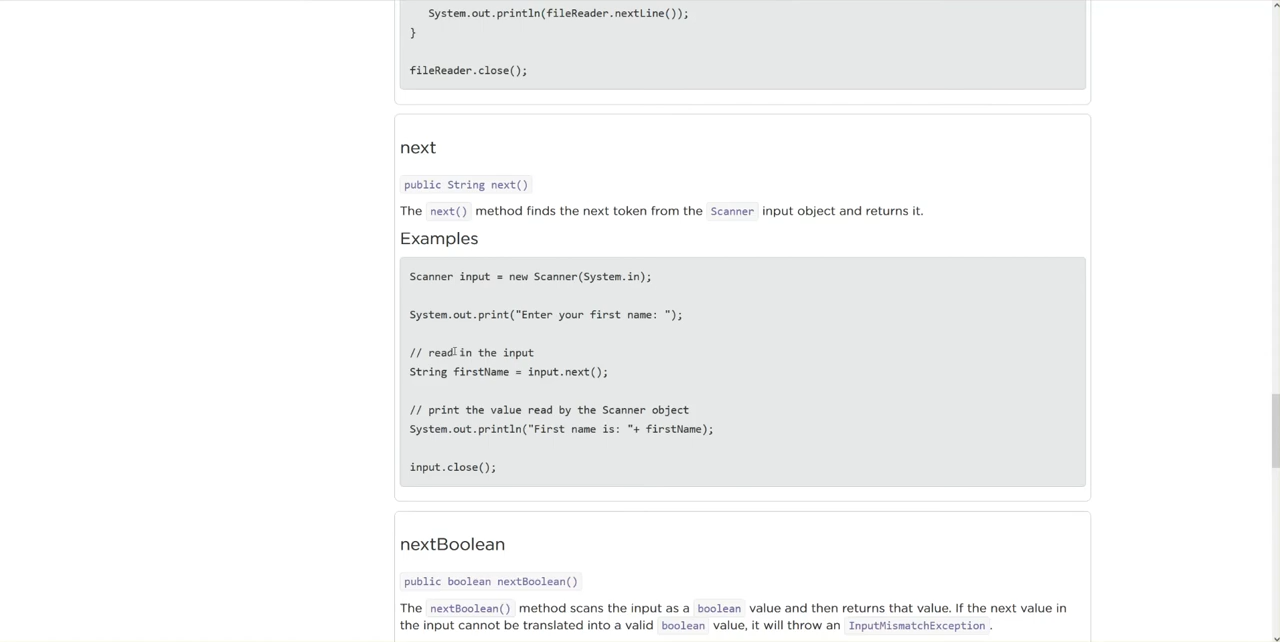 System.out.println(fileReader.nextLine());
}
fileReader.close();
next
public String next()
The next() method finds the next token from the Scanner input object and returns it.
Examples
Scanner input = new Scanner(System.in);
System.out.print("Enter your first name: ");
// read in the input
String firstName = input.next();
// print the value read by the Scanner object
System.out.println("First name is: "+ firstName);
input.close();
nextBoolean
public boolean nextBoolean()
The nextBoolean() method scans the input as a boolean value and then returns that value. If the next value in
the input cannot be translated into a valid boolean value, it will throw an InputMismatchException.